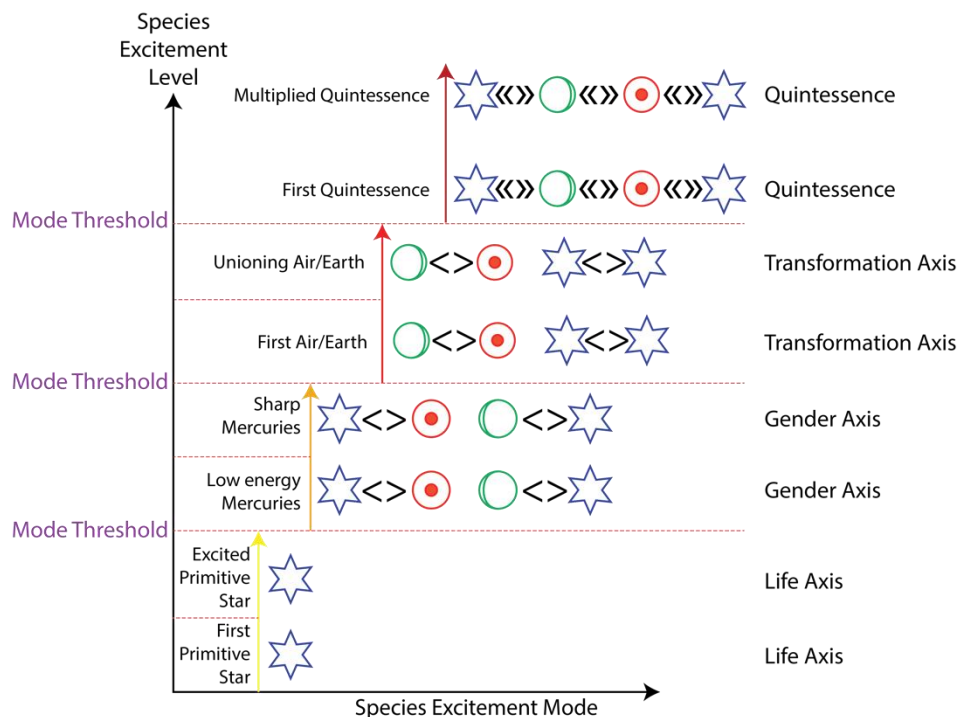 Species
Excitement
Level
Multiplied Quintessence
Quintessence
First Quintessence
Quintessence
Mode Threshold
Unioning Air/Earth
Transformation Axis
First Air/Earth
Transformation Axis
Mode Threshold
Sharp
Mercuries
Gender Axis
Low energy
Mercuries
Gender Axis
Mode Threshold
Excited
Primitive
Star
Life Axis
First
Primitive
Star
Life Axis
Species Excitement Mode